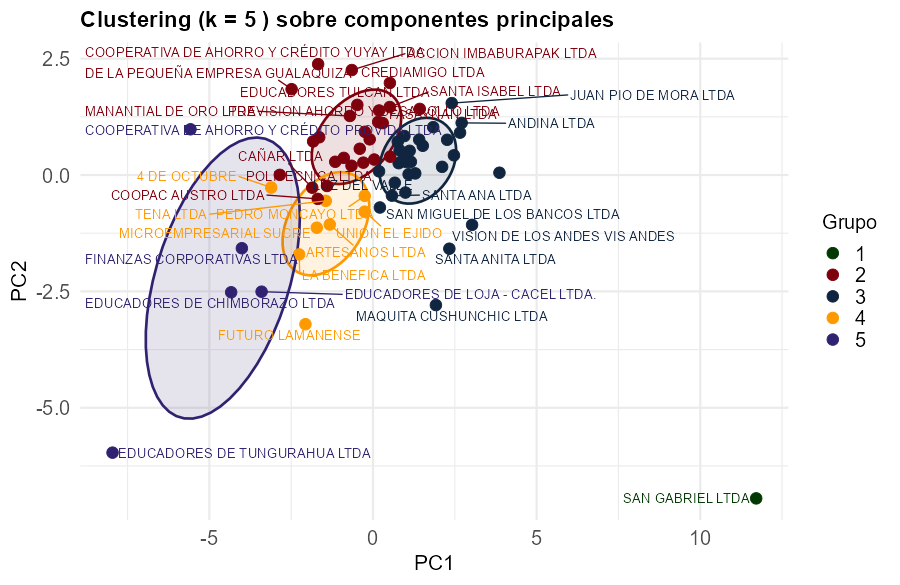 Clustering (k = 5 ) sobre componentes principales
COOPERATIVA DE AHORRO Y CRÉDITO YUYAY LTDA
ACCION IMBABURAPAK LTDA
DE LA PEQUEÑA EMPRESA GUALAQUIZA
CREDIAMIGO LTDA
EDUCADORES TULCAN LTDA
SANTA ISABEL LTDA
JUAN PIO DE MORA LTDA
MANANTIAL DE ORO LTDA
PREVISION AHORRO Y
LTDA
ANDINA LTDA
COOPERATIVA DE AHORRO Y CRÉDITO PROVIDA LTDA
CAÑAR LTDA
4 DE OCTUBRE
POLITECNICA LTDA
DEL VALLE
COOPAC AUSTRO LTDA
SANTA ANA LTDA
TENA LTDA
PEDRO MONCAYO LTDA
SAN MIGUEL DE LOS BANCOS LTDA
MICROEMPRESARIAL SUCRE
UNION EL EJIDO
VISION DE LOS ANDES VIS ANDES
FINANZAS CORPORATIVAS LTDA
ARTESANOS LTDA
SANTA ANITA LTDA
LA BENEFICA LTDA
EDUCADORES DE CHIMBORAZO LTDA
EDUCADORES DE LOJA - CACEL LTDA.
MAQUITA CUSHUNCHIC LTDA
FUTURO LAMANENSE
EDUCADORES DE TUNGURAHUA LTDA
SAN GABRIEL LTDA
2.5
0.0
-2.5
-5.0
PC2
-5
0
5
10
PC1
Grupo
1
2
3
4
5